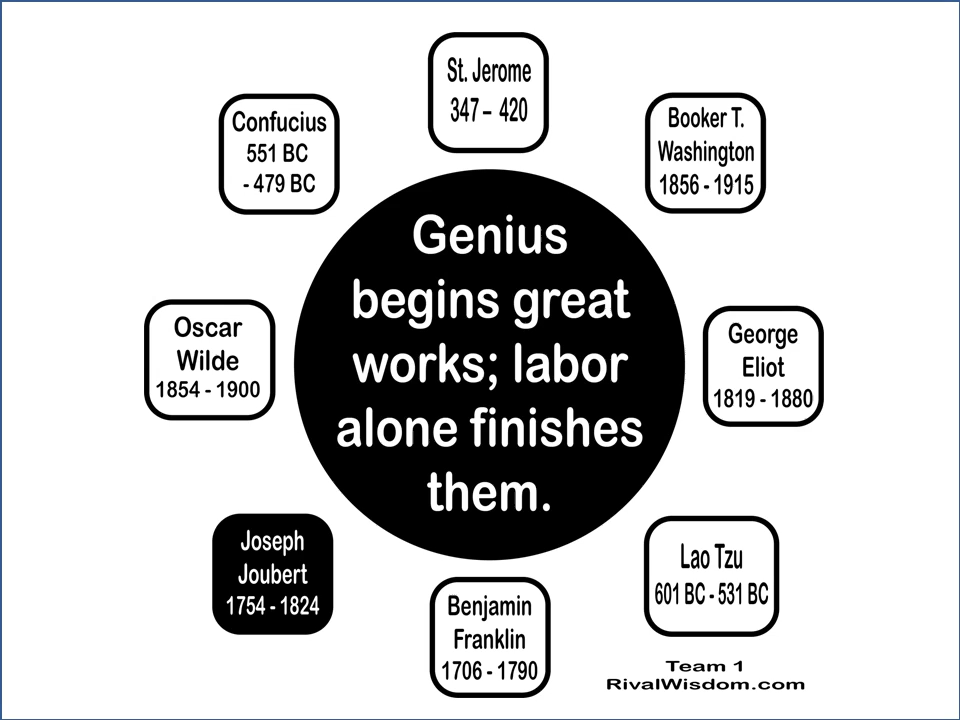 St. Jerome
347 – 420
Confucius
551 BC
- 479 BC
Booker T.
Washington
1856 - 1915
Genius
begins great
works; labor
alone finishes
them.
Oscar
Wilde
1854 - 1900
George
Eliot
1819 - 1880
Joseph
Joubert
1754 - 1824
Benjamin
Franklin
1706 - 1790
Lao Tzu
601 BC - 531 BC
Team 1
RivalWisdom.com